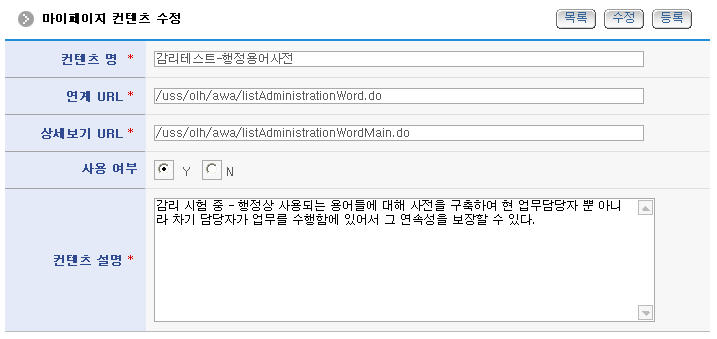 마이페이지 컨텐츠 수정 목록 수정 등록
컨텐츠 명 * 감리테스트-행정용어사전
연계 URL * /uss/olh/awa/listAdministrationWord.do
상세보기 URL * /uss/olh/awa/listAdministrationWordMain.do
사용 여부 Y N
감리 시험 중 - 행정상 사용되는 용어들에 대해 사전을 구축하여 현 업무담당자 뿐 아니
라 차기 담당자가 업무를 수행함에 있어서 그 연속성을 보장할 수 있다.
컨텐츠 설명 *